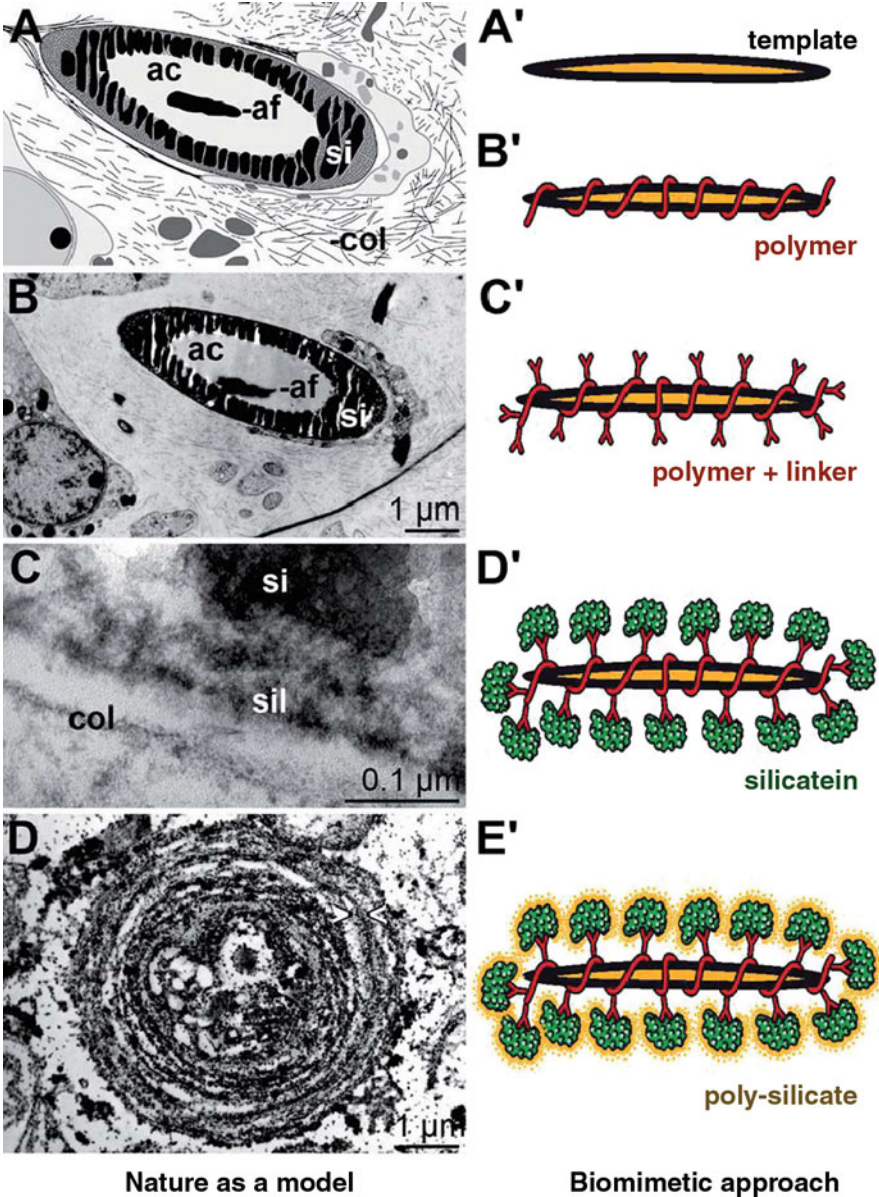 A
ac
-af
si
-col
A'
template
B'
polymer
B
ac
-af
si
1 µm
C'
polymer + linker
C
si
sil
col
0.1 µm
D'
silicatein
D
> <
1 µm
E'
poly-silicate
Nature as a model
Biomimetic approach